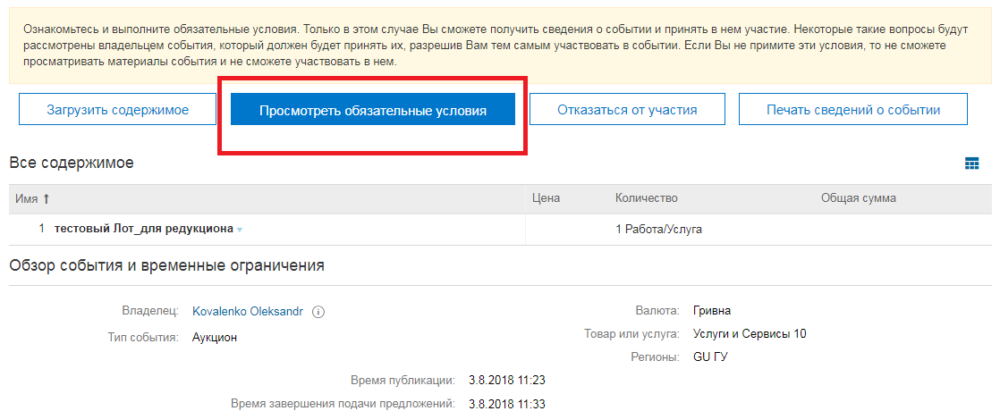 Ознакомьтесь и выполните обязательные условия. Только в этом случае Вы сможете получить сведения о событии и принять в нем участие. Некоторые такие вопросы будут
рассмотрены владельцем события, который должен будет принять их, разрешив Вам тем самым участвовать в событии. Если Вы не примите эти условия, то не сможете
просматривать материалы события и не сможете участвовать в нем.
Загрузить содержимое Просмотреть обязательные условия Отказаться от участия Печать сведений о событии
Все содержимое
Имя ↑ Цена Количество Общая сумма
1 тестовый Лот_для редукциона 1 Работа/Услуга
Обзор события и временные ограничения
Владелец: Kovalenko Oleksandr Валюта: Гривна
Тип события: Аукцион Товар или услуга: Услуги и Сервисы 10
Регионы: GU ГУ
Время публикации: 3.8.2018 11:23
Время завершения подачи предложений: 3.8.2018 11:33